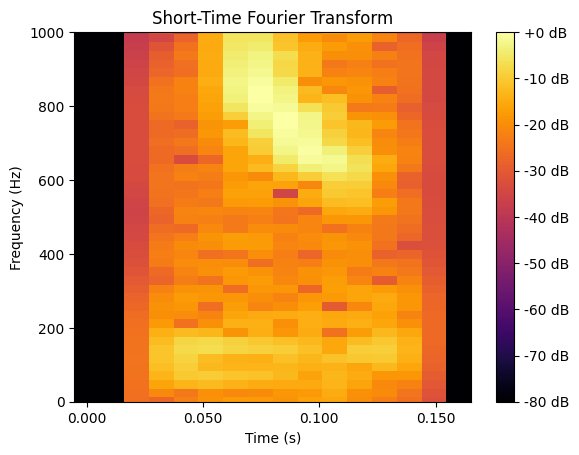 Short-Time Fourier Transform
1000
800
600
400
200
0
Frequency (Hz)
0.000
0.050
0.100
0.150
Time (s)
+0 dB
-10 dB
-20 dB
-30 dB
-40 dB
-50 dB
-60 dB
-70 dB
-80 dB